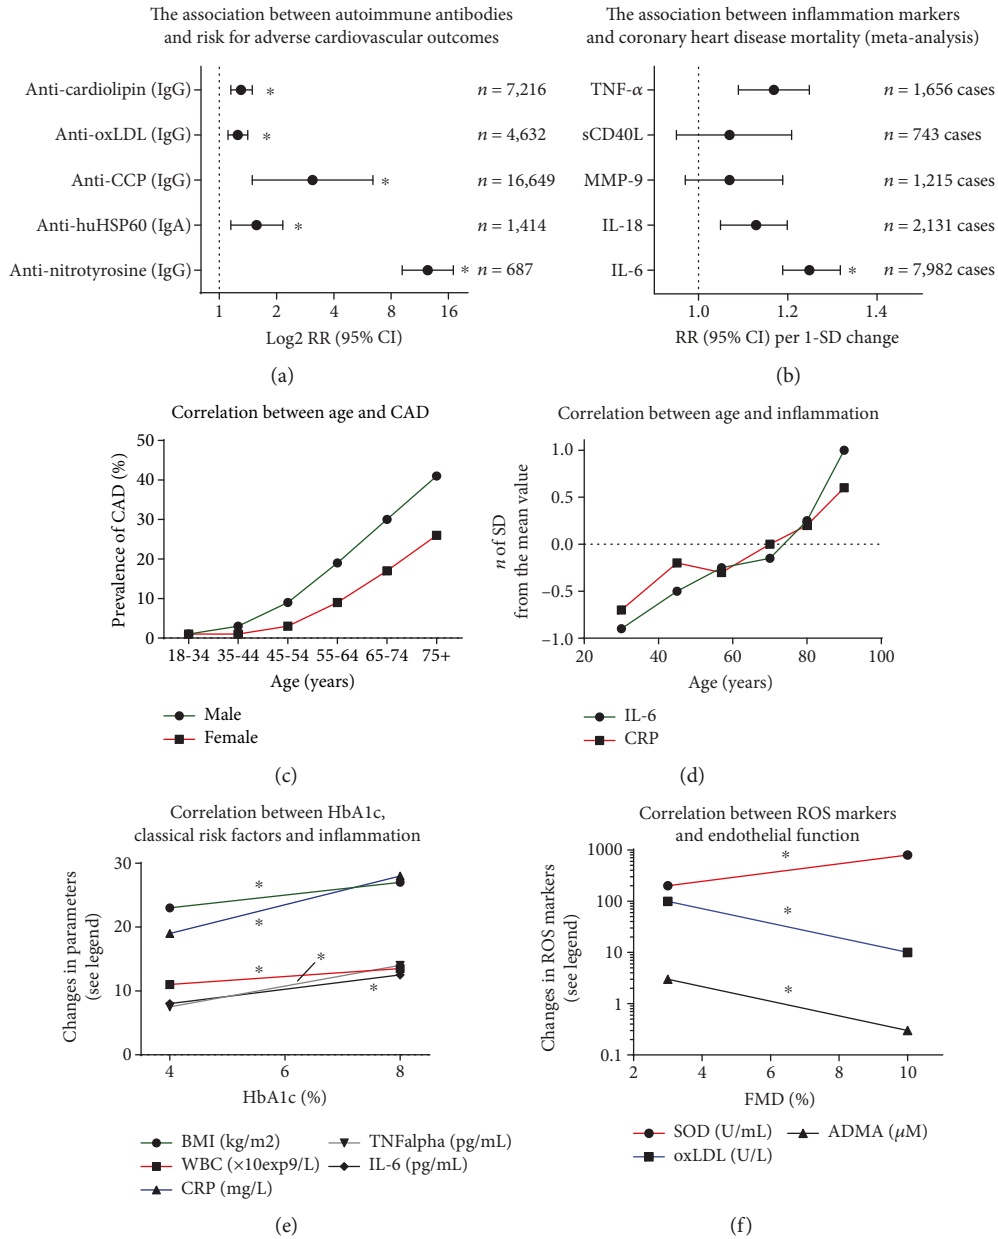 The association between autoimmune antibodies
and risk for adverse cardiovascular outcomes
Anti-cardiolipin (IgG)
*
n = 7,216
Anti-oxLDL (IgG)
*
n = 4,632
Anti-CCP (IgG)
*
n = 16,649
Anti-huHSP60 (IgA)
*
n = 1,414
Anti-nitrotyrosine (IgG)
*
n = 687
1 2 4 8 16
Log2 RR (95% CI)
(a)
The association between inflammation markers
and coronary heart disease mortality (meta-analysis)
TNF-α
n = 1,656 cases
sCD40L
n = 743 cases
MMP-9
n = 1,215 cases
IL-18
n = 2,131 cases
IL-6
*
n = 7,982 cases
1.0 1.2 1.4
RR (95% CI) per 1-SD change
(b)
Correlation between age and CAD
Prevalence of CAD (%)
50
40
30
20
10
0
18-34 35-44 45-54 55-64 65-74 75+
Age (years)
Male
Female
(c)
Correlation between age and inflammation
n of SD
from the mean value
1.0
0.5
0.0
−0.5
−1.0
20 40 60 80 100
Age (years)
IL-6
CRP
(d)
Correlation between HbA1c,
classical risk factors and inflammation
Changes in parameters
(see legend)
30
20
10
0
*
*
*
*
*
4 6 8
HbA1c (%)
BMI (kg/m2)
WBC (×10exp9/L)
CRP (mg/L)
TNFalpha (pg/mL)
IL-6 (pg/mL)
(e)
Correlation between ROS markers
and endothelial function
Changes in ROS markers
(see legend)
1000
100
10
1
0.1
*
*
*
2 4 6 8 10
FMD (%)
SOD (U/mL)
oxLDL (U/L)
ADMA (μM)
(f)